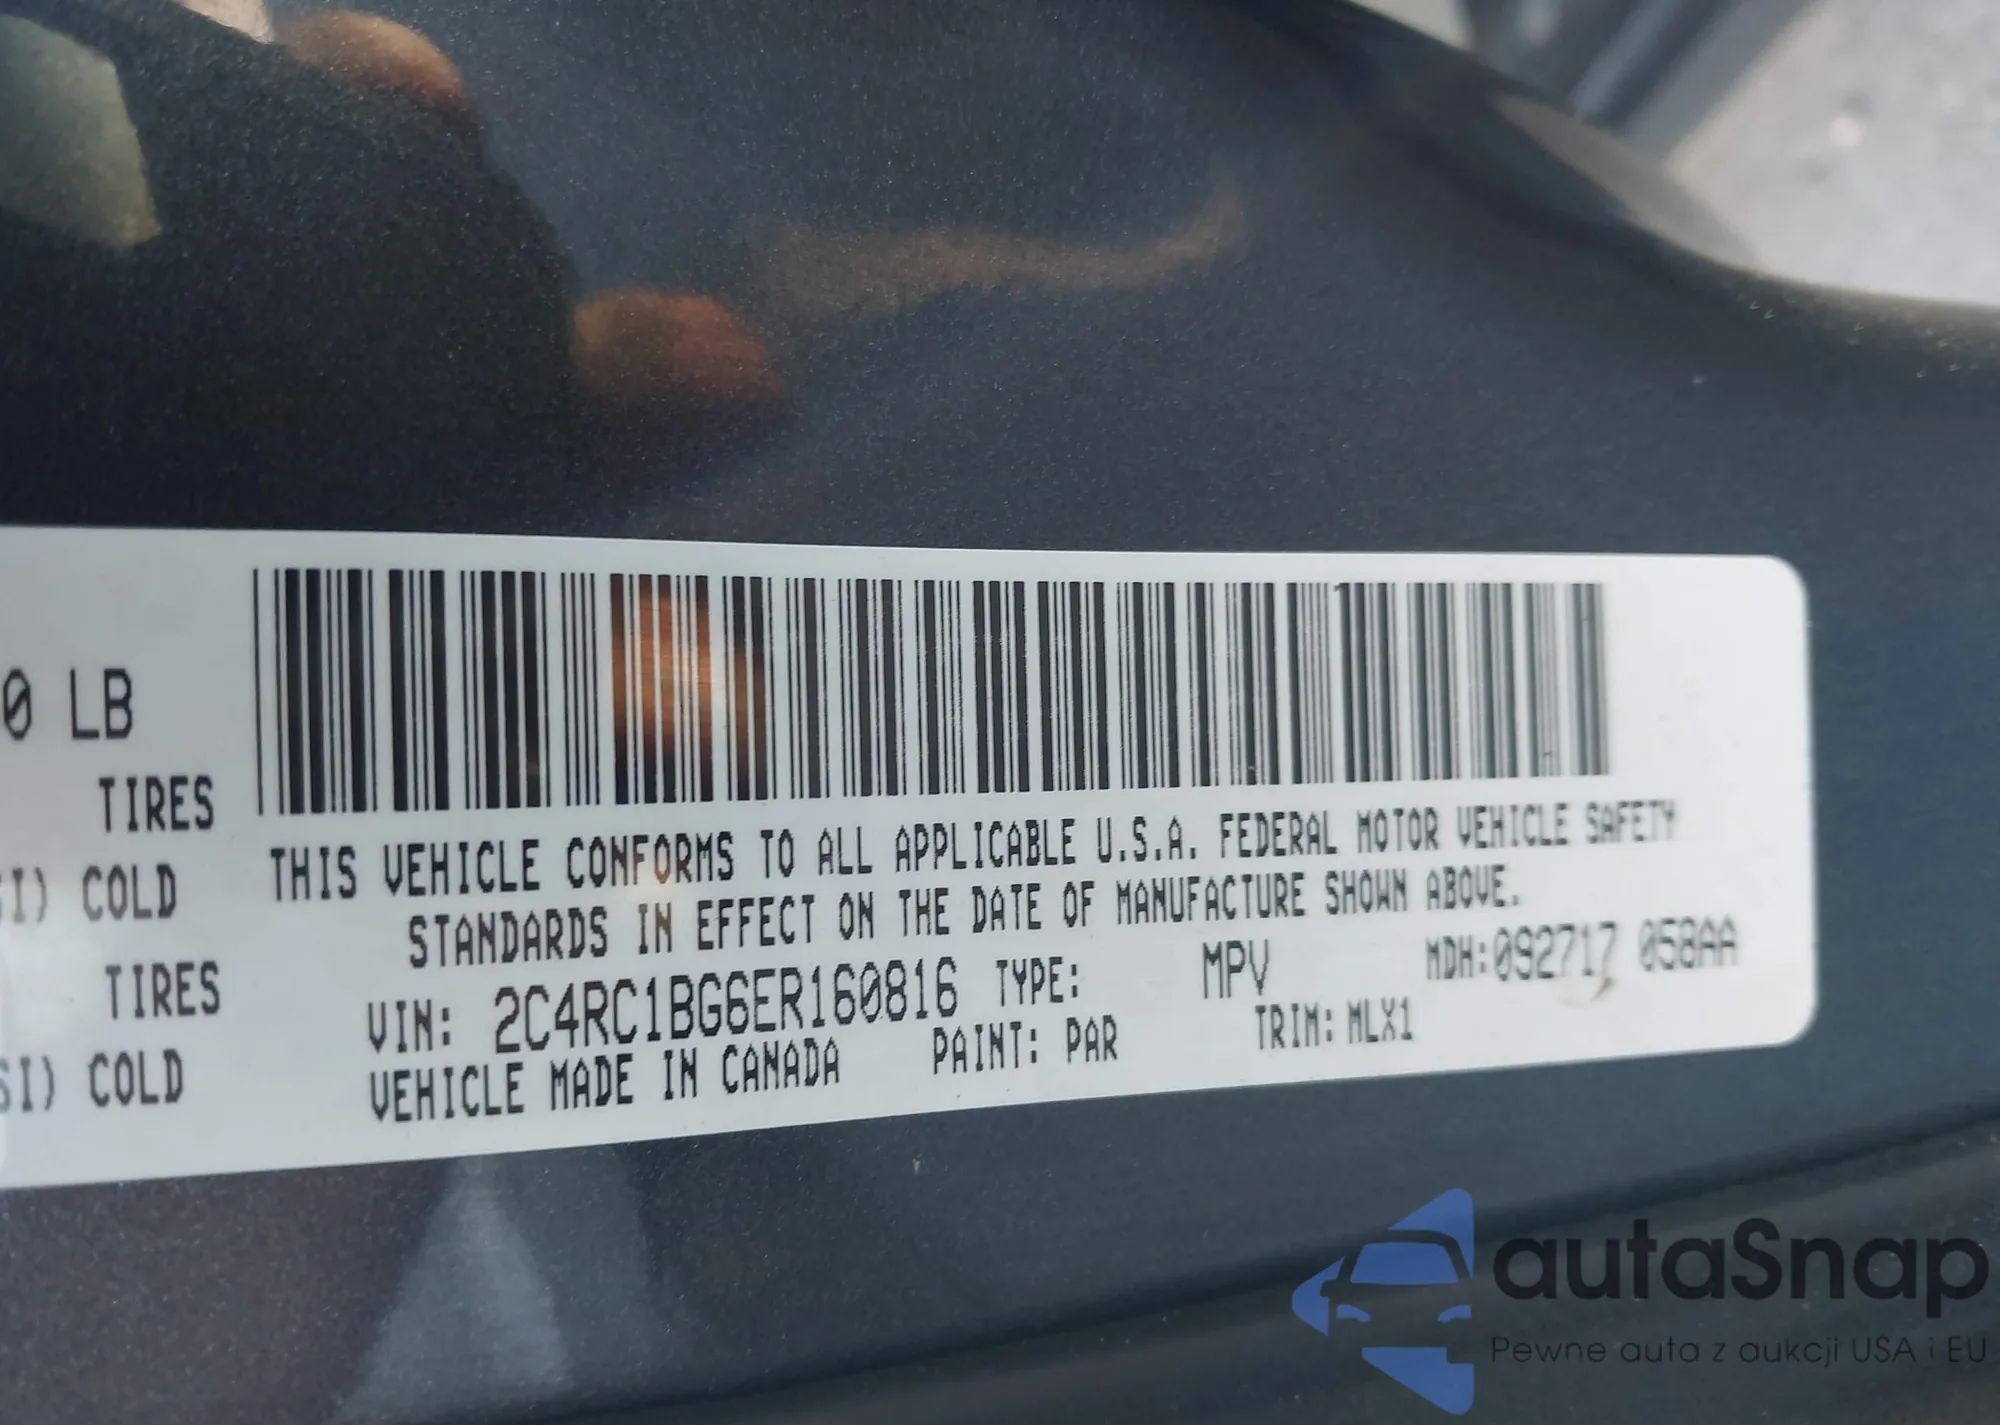 0 LB
TIRES
SI) COLD
TIRES
SI) COLD
THIS VEHICLE CONFORMS TO ALL APPLICABLE U.S.A. FEDERAL MOTOR VEHICLE SAFETY
STANDARDS IN EFFECT ON THE DATE OF MANUFACTURE SHOWN ABOVE.
VIN: 2C4RC1BG6ER160816 TYPE: MPV MDH:092717 058AA
VEHICLE MADE IN CANADA PAINT: PAR TRIM: MLX1
autaSnap
Pewne auta z aukcji USA i EU